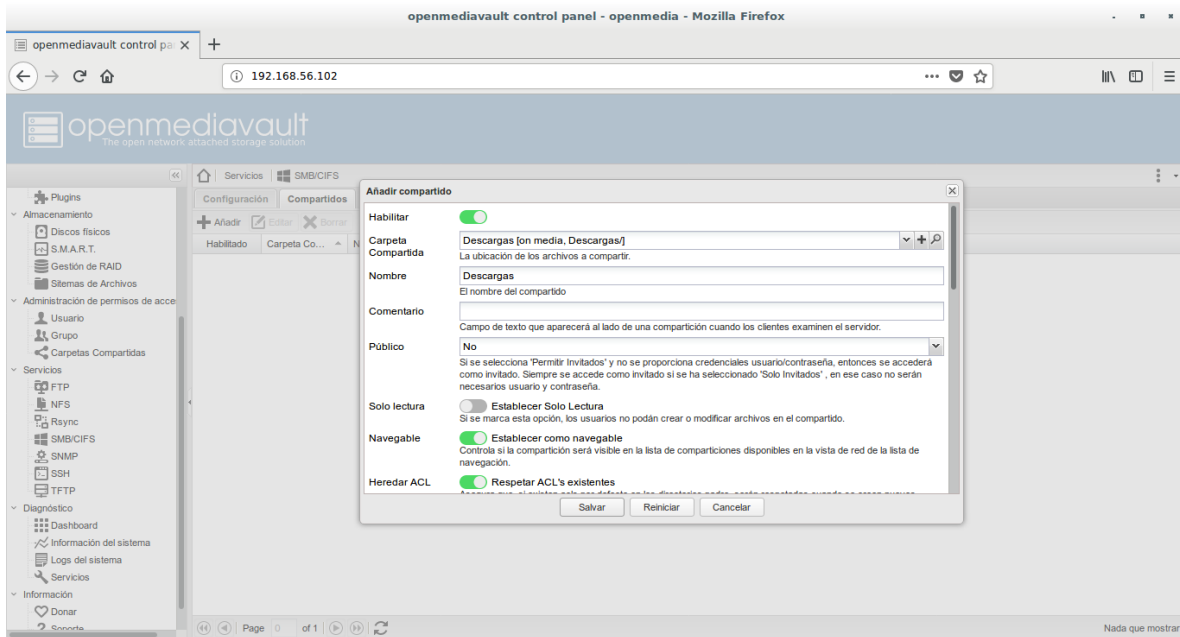 openmediavault control panel - openmedia - Mozilla Firefox
openmediavault control pa
192.168.56.102
openmediavault
The open network attached storage solution
Servicios
SMB/CIFS
Plugins
Almacenamiento
Discos físicos
S.M.A.R.T.
Gestión de RAID
Sitemas de Archivos
Administración de permisos de acce
Usuario
Grupo
Carpetas Compartidas
Servicios
FTP
NFS
Rsync
SMB/CIFS
SNMP
SSH
TFTP
Diagnóstico
Dashboard
Información del sistema
Logs del sistema
Servicios
Información
Donar
Configuración
Compartidos
Añadir
Editar
Borrar
Habilitado
Carpeta Co...
N
Añadir compartido
Habilitar
Carpeta Compartida
Descargas [on media, Descargas/]
La ubicación de los archivos a compartir.
Nombre
Descargas
El nombre del compartido
Comentario
Campo de texto que aparecerá al lado de una compartición cuando los clientes examinen el servidor.
Público
No
Si se selecciona 'Permitir Invitados' y no se proporciona credenciales usuario/contraseña, entonces se accederá
como invitado. Siempre se accede como invitado si se ha seleccionado 'Solo Invitados' , en ese caso no serán
necesarios usuario y contraseña.
Solo lectura
Establecer Solo Lectura
Si se marca esta opción, los usuarios no podán crear o modificar archivos en el compartido.
Navegable
Establecer como navegable
Controla si la compartición será visible en la lista de comparticiones disponibles en la vista de red de la lista de
navegación.
Heredar ACL
Respetar ACL's existentes
Salvar
Reiniciar
Cancelar
Page 0 of 1
Nada que mostrar